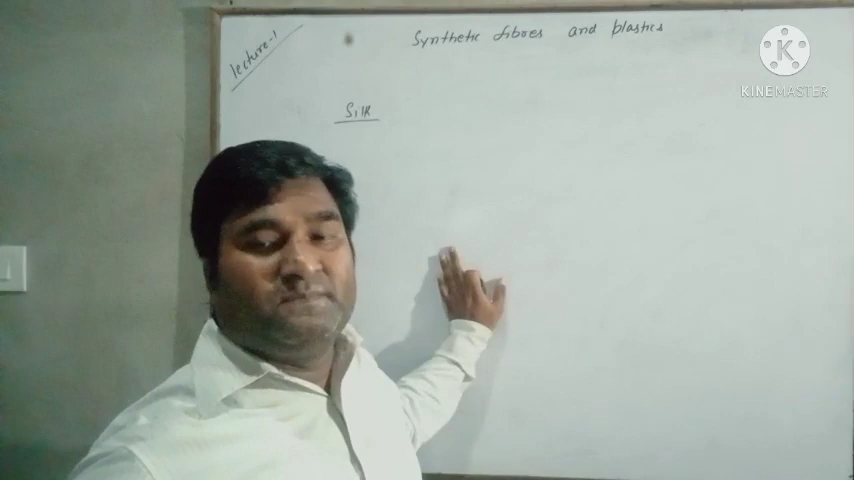 lecture-1
Synthetic fibres and plastics
Silk
K
KINEMASTER